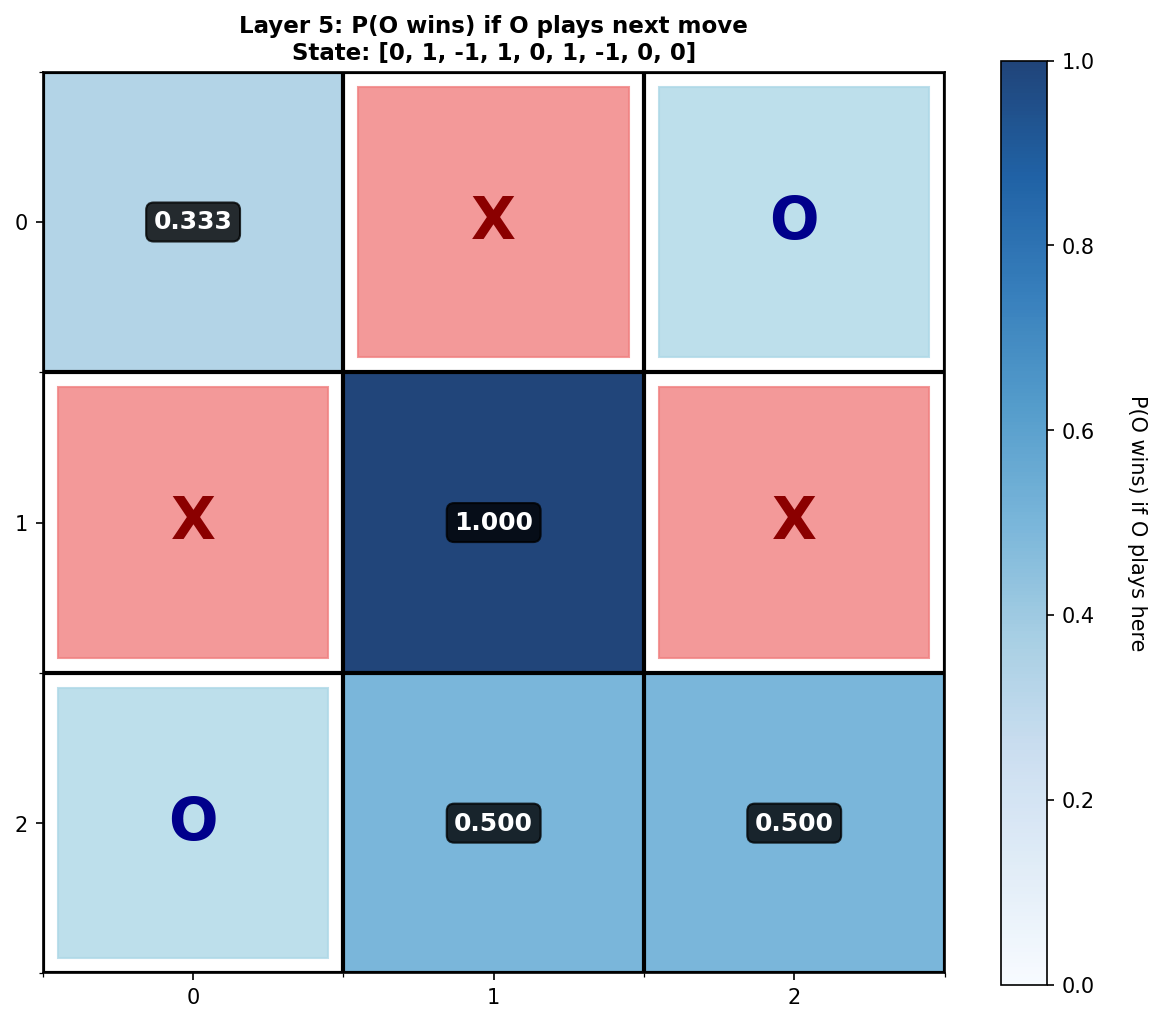 Layer 5: P(O wins) if O plays next move
State: [0, 1, -1, 1, 0, 1, -1, 0, 0]
0.333
X
O
X
1.000
X
O
0.500
0.500
0
1
2
0
1
2
1.0
0.8
0.6
0.4
0.2
0.0
P(O wins) if O plays here